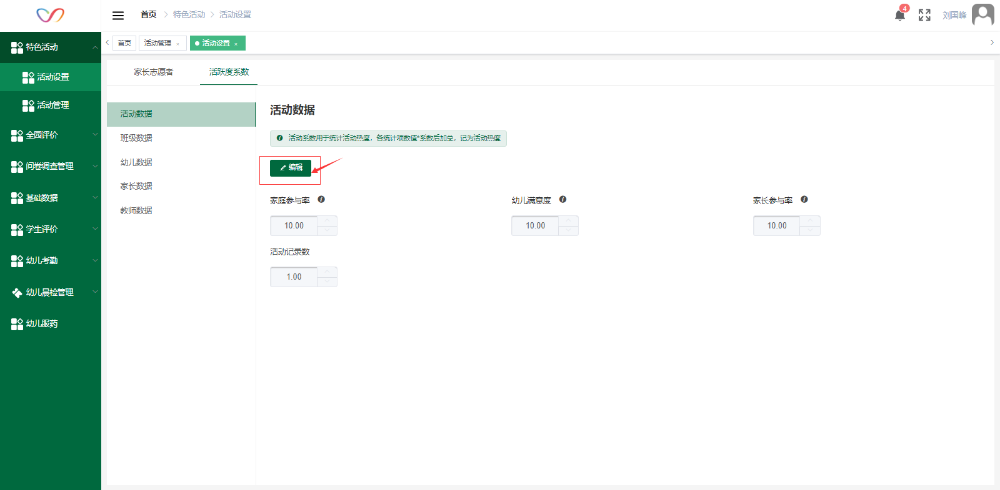 首页 > 特色活动 > 活动设置
4
刘国峰
首页
活动管理 ×
活动设置 ×
特色活动
活动设置
活动管理
全园评价
问卷调查管理
基础数据
学生评价
幼儿考勤
幼儿晨检管理
幼儿服药
家长志愿者
活跃度系数
活动数据
班级数据
幼儿数据
家长数据
教师数据
活动数据
活动系数用于统计活动热度，各统计项数值*系数后加总，记为活动热度
编辑
家庭参与率
10.00
幼儿满意度
10.00
家长参与率
10.00
活动记录数
1.00